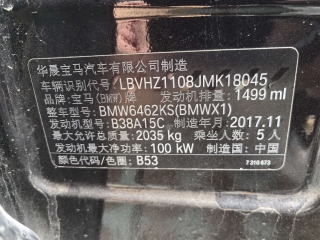 华晨宝马汽车有限公司制造
车辆识别代号: LBVHZ1108JMK18045
品牌: 宝马(BMW)牌 发动机排量: 1499 ml
整车型号: BMW6462KS(BMWX1)
发动机型号: B38A15C 制造年月: 2017.11
最大允许总质量: 2035 kg 乘坐人数: 5 人
发动机最大净功率: 100 kW 制造国: 中国
颜色代码/色图: B53 7 310 673